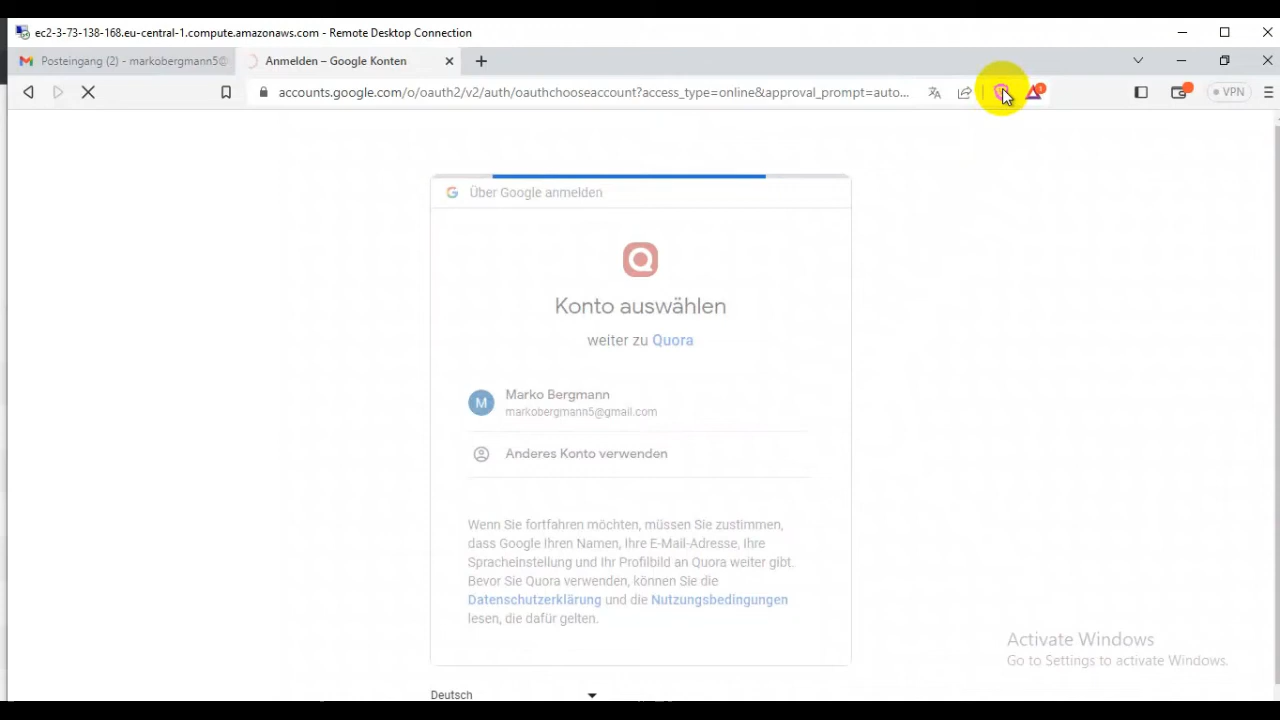 ec2-3-73-138-168.eu-central-1.compute.amazonaws.com - Remote Desktop Connection
Posteingang (2) - markobergmann5@
Anmelden – Google Konten
accounts.google.com/o/oauth2/v2/auth/oauthchooseaccount?access_type=online&approval_prompt=auto...
1
VPN
Über Google anmelden
Konto auswählen
weiter zu Quora
M
Marko Bergmann
markobergmann5@gmail.com
Anderes Konto verwenden
Wenn Sie fortfahren möchten, müssen Sie zustimmen,
dass Google Ihren Namen, Ihre E-Mail-Adresse, Ihre
Spracheinstellung und Ihr Profilbild an Quora weiter gibt.
Bevor Sie Quora verwenden, können Sie die
Datenschutzerklärung und die Nutzungsbedingungen
lesen, die dafür gelten.
Activate Windows
Go to Settings to activate Windows.
Deutsch